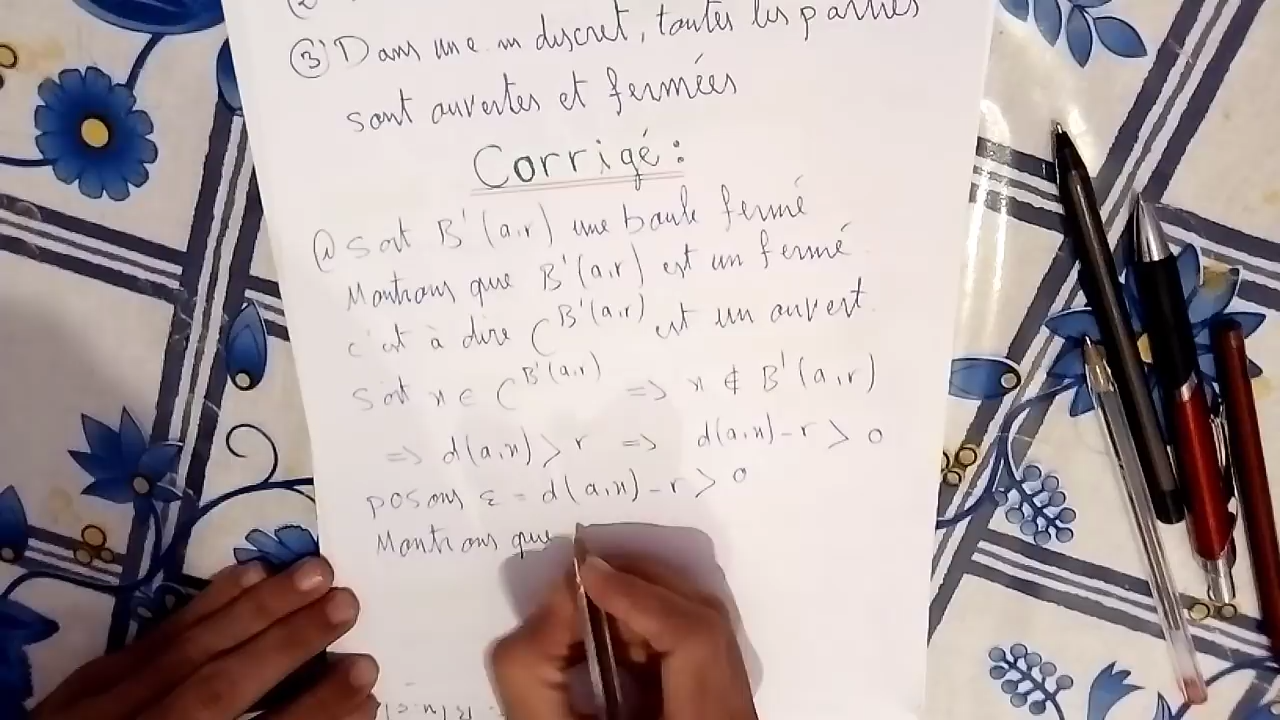 ③ Dans un e.m discret, toutes les parties
sont ouvertes et fermées
Corrigé:
① Soit B'(a,r) une boule fermé
Montrons que B'(a,r) est un fermé
c'est à dire C^B'(a,r) est un ouvert.
Soit x ∈ C^B'(a,r) => x ∉ B'(a,r)
=> d(a,x) > r => d(a,x) - r > 0
posons ε = d(a,x) - r > 0
Montrons que